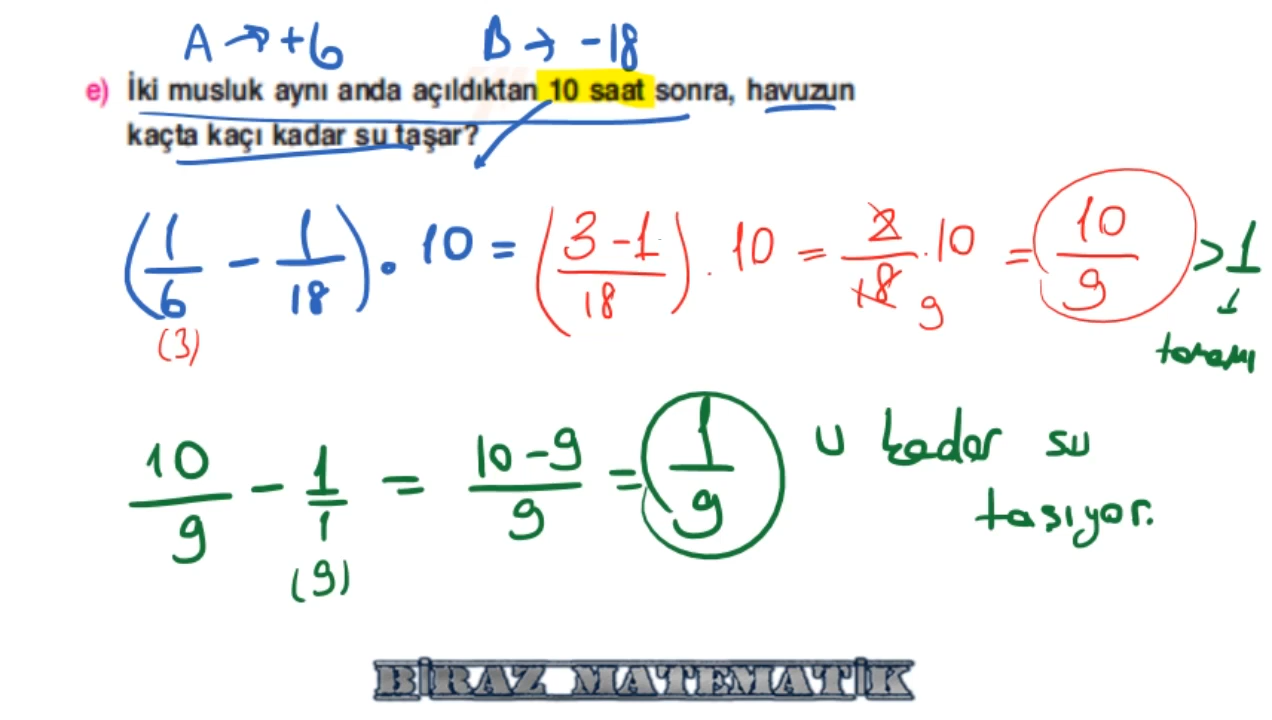 A → +6 B → -18
e) İki musluk aynı anda açıldıktan 10 saat sonra, havuzun
kaçta kaçı kadar su taşar?
(1/6 - 1/18) . 10 = (3-1/18) . 10 = 2/18 . 10 = 10/9 > 1
(3) 9 ↓
tamamı
10/9 - 1/1 = 10-9/9 = 1/9 u kadar su
(9) taşıyor.
BİRAZ MATEMATİK